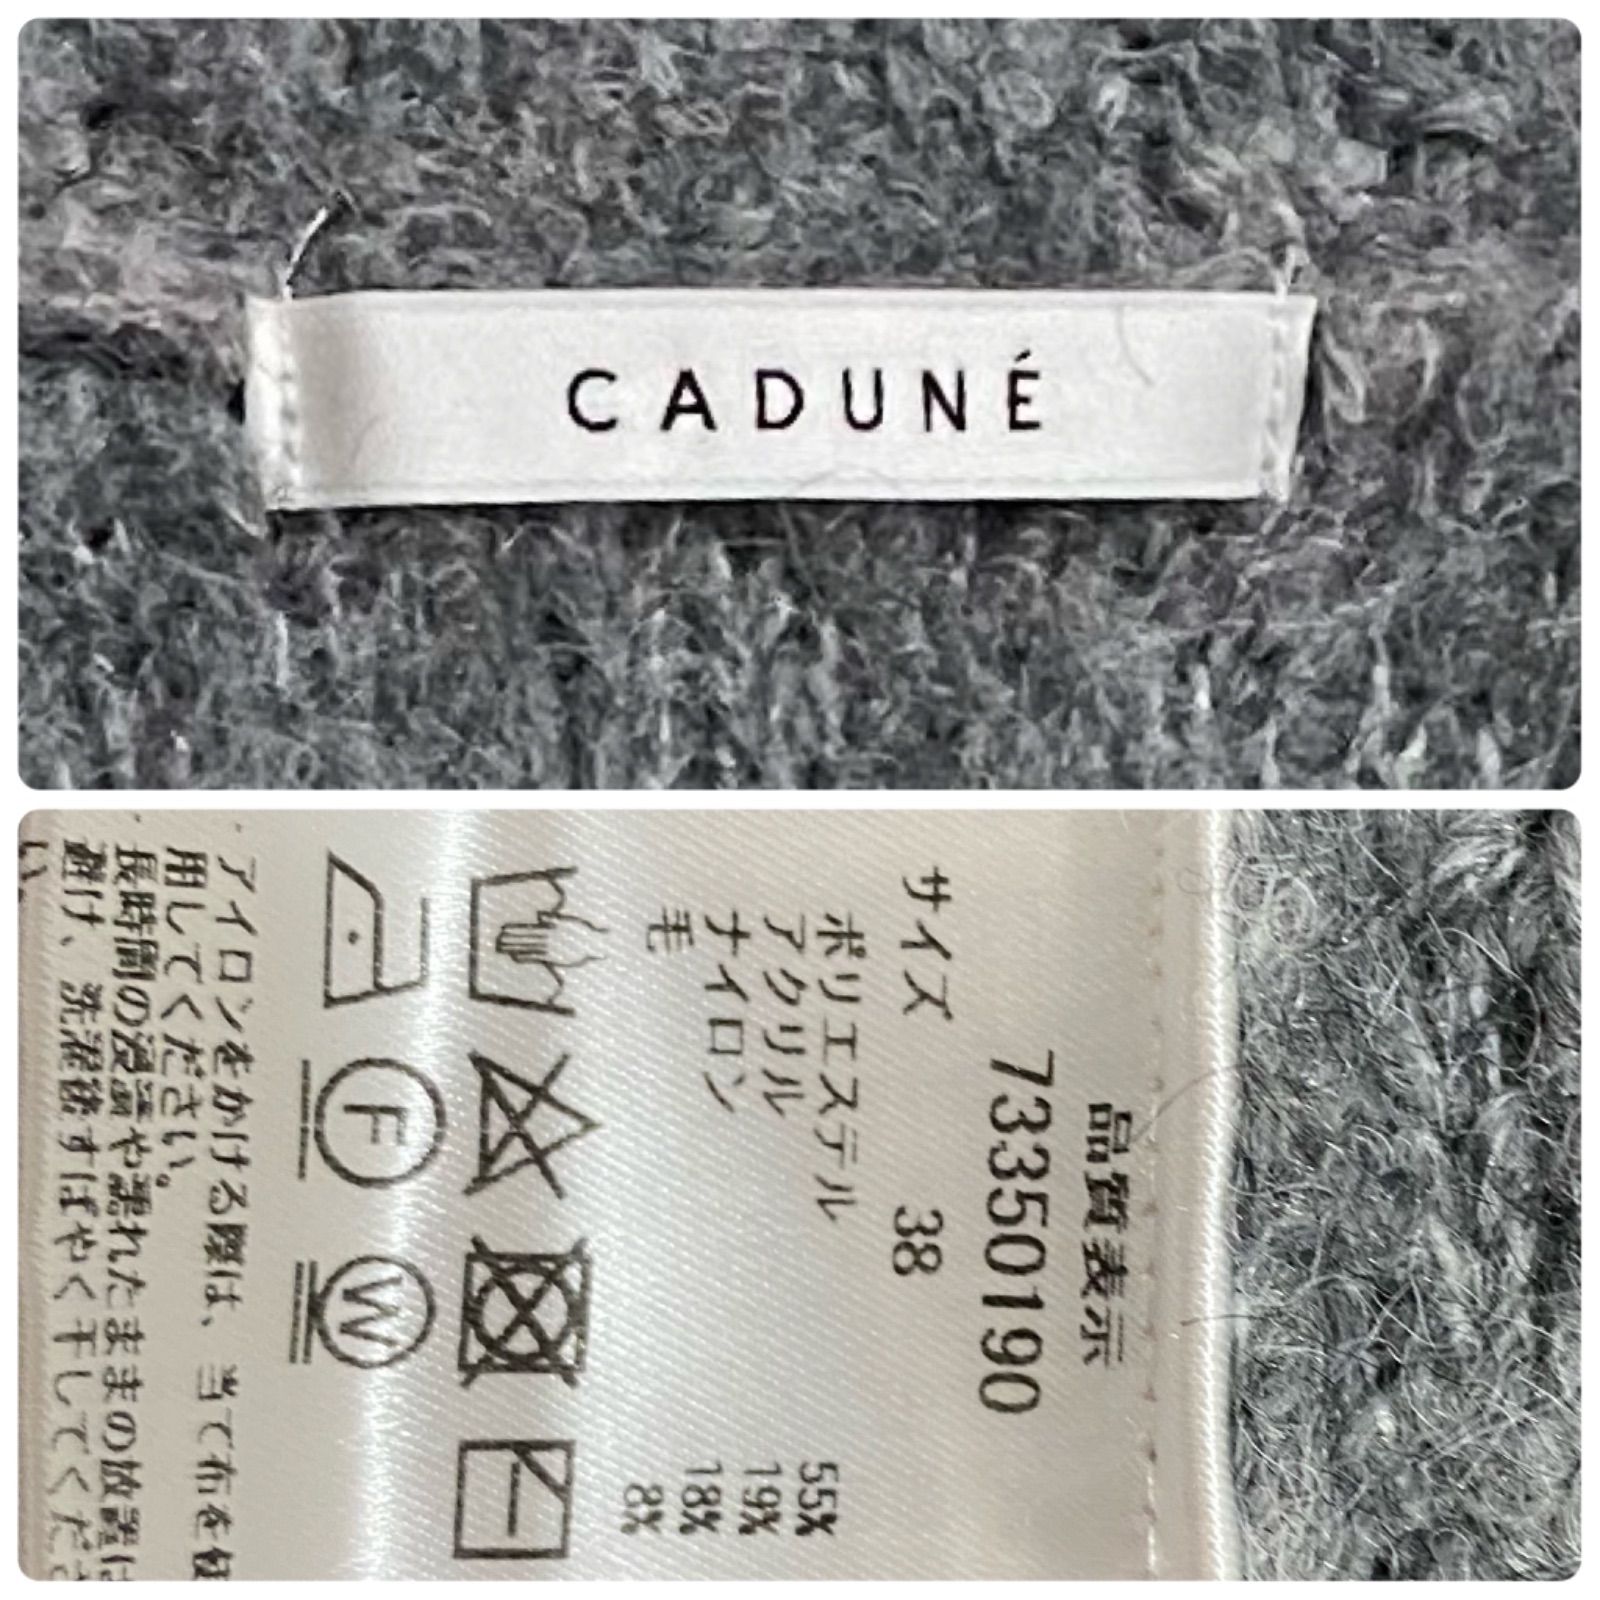 CADUNÉ
品質表示
73350190
サイズ 38
ポリエステル 55%
アクリル 19%
ナイロン 18%
毛 8%
F
W
・アイロンをかける際は、当て布を使
用してください。
・長時間の浸漬や濡れたままの放置は
避け、洗濯後すばやく干してくださ
い。